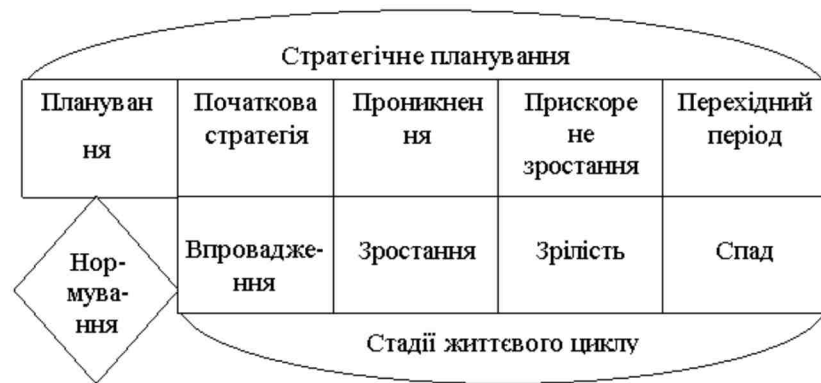 Стратегічне планування
Плануван
ня
Початкова
стратегія
Проникнен
ня
Прискоре
не
зростання
Перехідний
період
Нор-
мува-
ння
Впровадже-
ння
Зростання
Зрілість
Спад
Стадії життєвого циклу